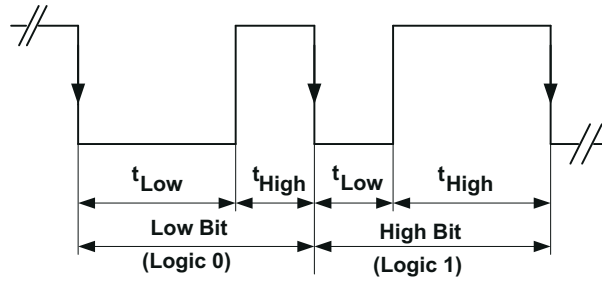 tLow tHigh tLow tHigh
Low Bit High Bit
(Logic 0) (Logic 1)